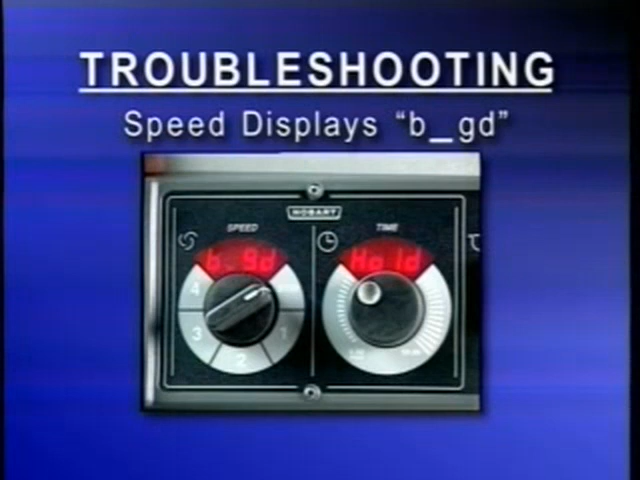 TROUBLESHOOTING
Speed Displays “b_gd”
HOBART
SPEED
TIME
b_gd
Hold
4
3
2
1